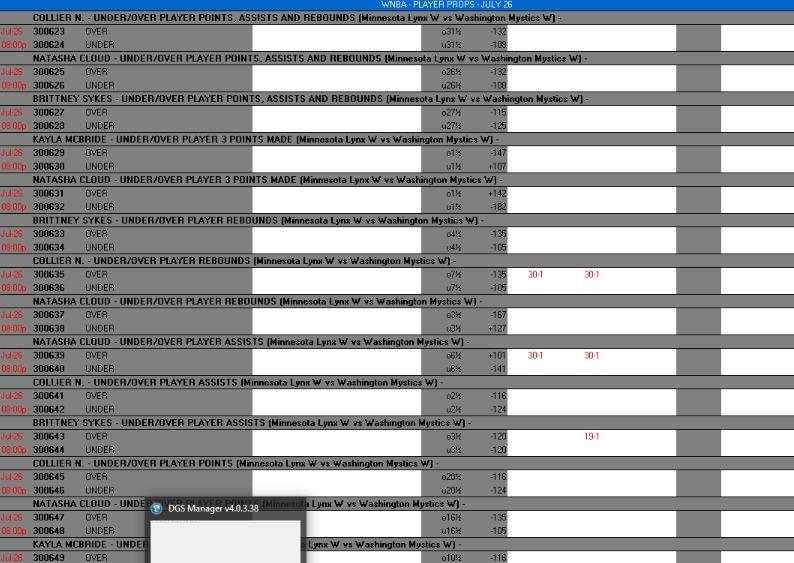 WNBA - PLAYER PROPS - JULY 26
COLLIER N. - UNDER/OVER PLAYER POINTS, ASSISTS AND REBOUNDS (Minnesota Lynx W vs Washington Mystics W) -
Jul-26 300623 OVER o31½ -132
08:00p 300624 UNDER u31½ -108
NATASHA CLOUD - UNDER/OVER PLAYER POINTS, ASSISTS AND REBOUNDS (Minnesota Lynx W vs Washington Mystics W) -
Jul-26 300625 OVER o26½ -132
08:00p 300626 UNDER u26½ -108
BRITTNEY SYKES - UNDER/OVER PLAYER POINTS, ASSISTS AND REBOUNDS (Minnesota Lynx W vs Washington Mystics W) -
Jul-26 300627 OVER o27½ -115
08:00p 300628 UNDER u27½ -125
KAYLA MCBRIDE - UNDER/OVER PLAYER 3 POINTS MADE (Minnesota Lynx W vs Washington Mystics W) -
Jul-26 300629 OVER o1½ -147
08:00p 300630 UNDER u1½ +107
NATASHA CLOUD - UNDER/OVER PLAYER 3 POINTS MADE (Minnesota Lynx W vs Washington Mystics W) -
Jul-26 300631 OVER o1½ +142
08:00p 300632 UNDER u1½ -182
BRITTNEY SYKES - UNDER/OVER PLAYER REBOUNDS (Minnesota Lynx W vs Washington Mystics W) -
Jul-26 300633 OVER o4½ -135
08:00p 300634 UNDER u4½ -105
COLLIER N. - UNDER/OVER PLAYER REBOUNDS (Minnesota Lynx W vs Washington Mystics W) -
Jul-26 300635 OVER o7½ -135 30-1 30-1
08:00p 300636 UNDER u7½ -105
NATASHA CLOUD - UNDER/OVER PLAYER REBOUNDS (Minnesota Lynx W vs Washington Mystics W) -
Jul-26 300637 OVER o3½ -167
08:00p 300638 UNDER u3½ +127
NATASHA CLOUD - UNDER/OVER PLAYER ASSISTS (Minnesota Lynx W vs Washington Mystics W) -
Jul-26 300639 OVER o6½ +101 30-1 30-1
08:00p 300640 UNDER u6½ -141
COLLIER N. - UNDER/OVER PLAYER ASSISTS (Minnesota Lynx W vs Washington Mystics W) -
Jul-26 300641 OVER o2½ -116
08:00p 300642 UNDER u2½ -124
BRITTNEY SYKES - UNDER/OVER PLAYER ASSISTS (Minnesota Lynx W vs Washington Mystics W) -
Jul-26 300643 OVER o3½ -120 19-1
08:00p 300644 UNDER u3½ -120
COLLIER N. - UNDER/OVER PLAYER POINTS (Minnesota Lynx W vs Washington Mystics W) -
Jul-26 300645 OVER o20½ -116
08:00p 300646 UNDER u20½ -124
NATASHA CLOUD - UNDER/OVER PLAYER POINTS (Minnesota Lynx W vs Washington Mystics W) -
DGS Manager v4.0.3.38
Jul-26 300647 OVER o16½ -135
08:00p 300648 UNDER u16½ -105
KAYLA MCBRIDE - UNDER Lynx W vs Washington Mystics W) -
Jul-26 300649 OVER o10½ -116